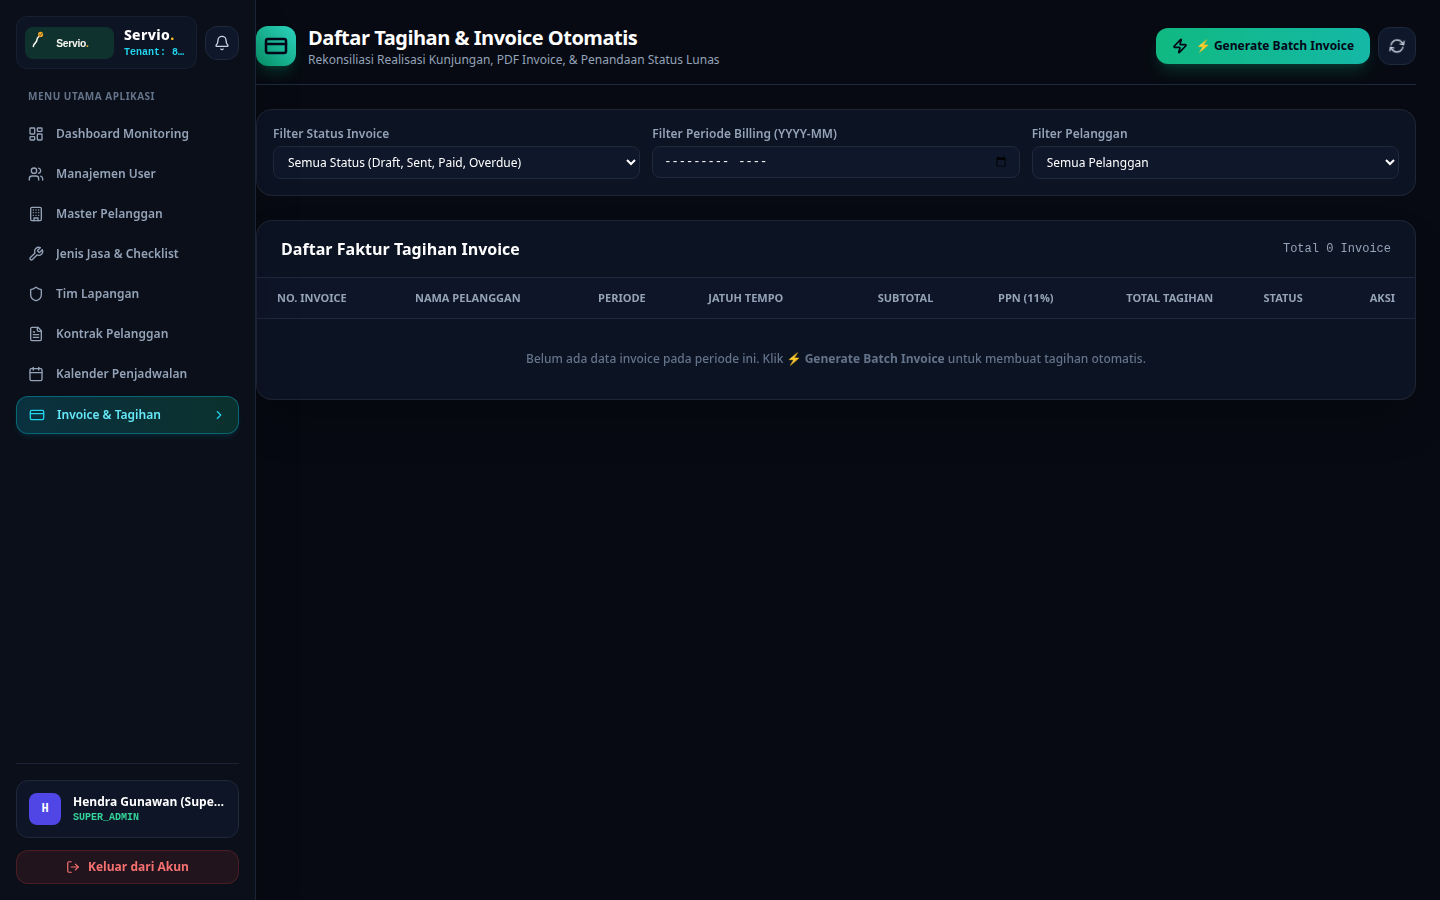 Servio.
Servio.
Tenant: 8…
MENU UTAMA APLIKASI
Dashboard Monitoring
Manajemen User
Master Pelanggan
Jenis Jasa & Checklist
Tim Lapangan
Kontrak Pelanggan
Kalender Penjadwalan
Invoice & Tagihan
H
Hendra Gunawan (Supe…
SUPER_ADMIN
Keluar dari Akun
Daftar Tagihan & Invoice Otomatis
Rekonsiliasi Realisasi Kunjungan, PDF Invoice, & Penandaan Status Lunas
⚡ Generate Batch Invoice
Filter Status Invoice
Semua Status (Draft, Sent, Paid, Overdue)
Filter Periode Billing (YYYY-MM)
--------- ----
Filter Pelanggan
Semua Pelanggan
Daftar Faktur Tagihan Invoice
Total 0 Invoice
NO. INVOICE NAMA PELANGGAN PERIODE JATUH TEMPO SUBTOTAL PPN (11%) TOTAL TAGIHAN STATUS AKSI
Belum ada data invoice pada periode ini. Klik ⚡ Generate Batch Invoice untuk membuat tagihan otomatis.